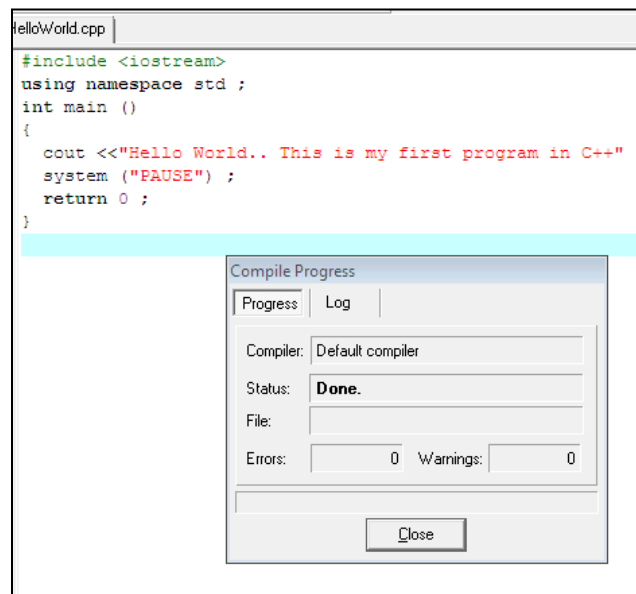 HelloWorld.cpp
#include <iostream>
using namespace std ;
int main ()
{
cout <<"Hello World.. This is my first program in C++"
system ("PAUSE") ;
return 0 ;
}
Compile Progress
Progress Log
Compiler: Default compiler
Status: Done.
File:
Errors: 0 Warnings: 0
Close